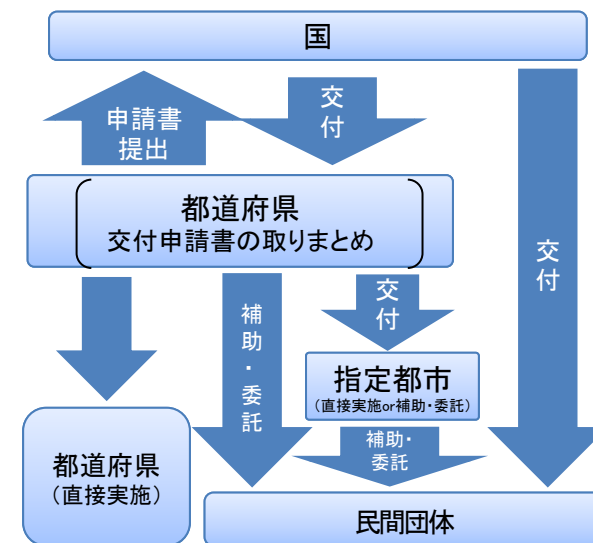 国
申請書
提出
交
付
都道府県
交付申請書の取りまとめ
交
付
補
助
・
委
託
交
付
指定都市
（直接実施or補助・委託）
補助・
委託
都道府県
（直接実施）
民間団体